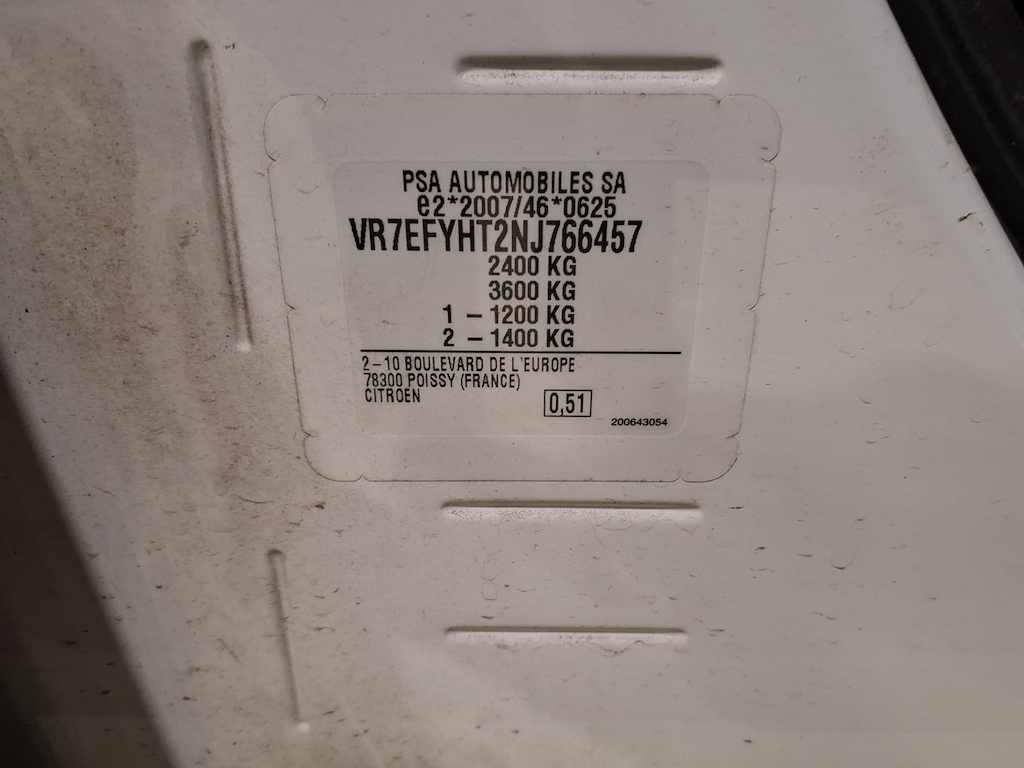 PSA AUTOMOBILES SA
e2*2007/46*0625
VR7EFYHT2NJ766457
2400 KG
3600 KG
1 – 1200 KG
2 – 1400 KG
2–10 BOULEVARD DE L'EUROPE
78300 POISSY (FRANCE)
CITROEN
0,51
200643054